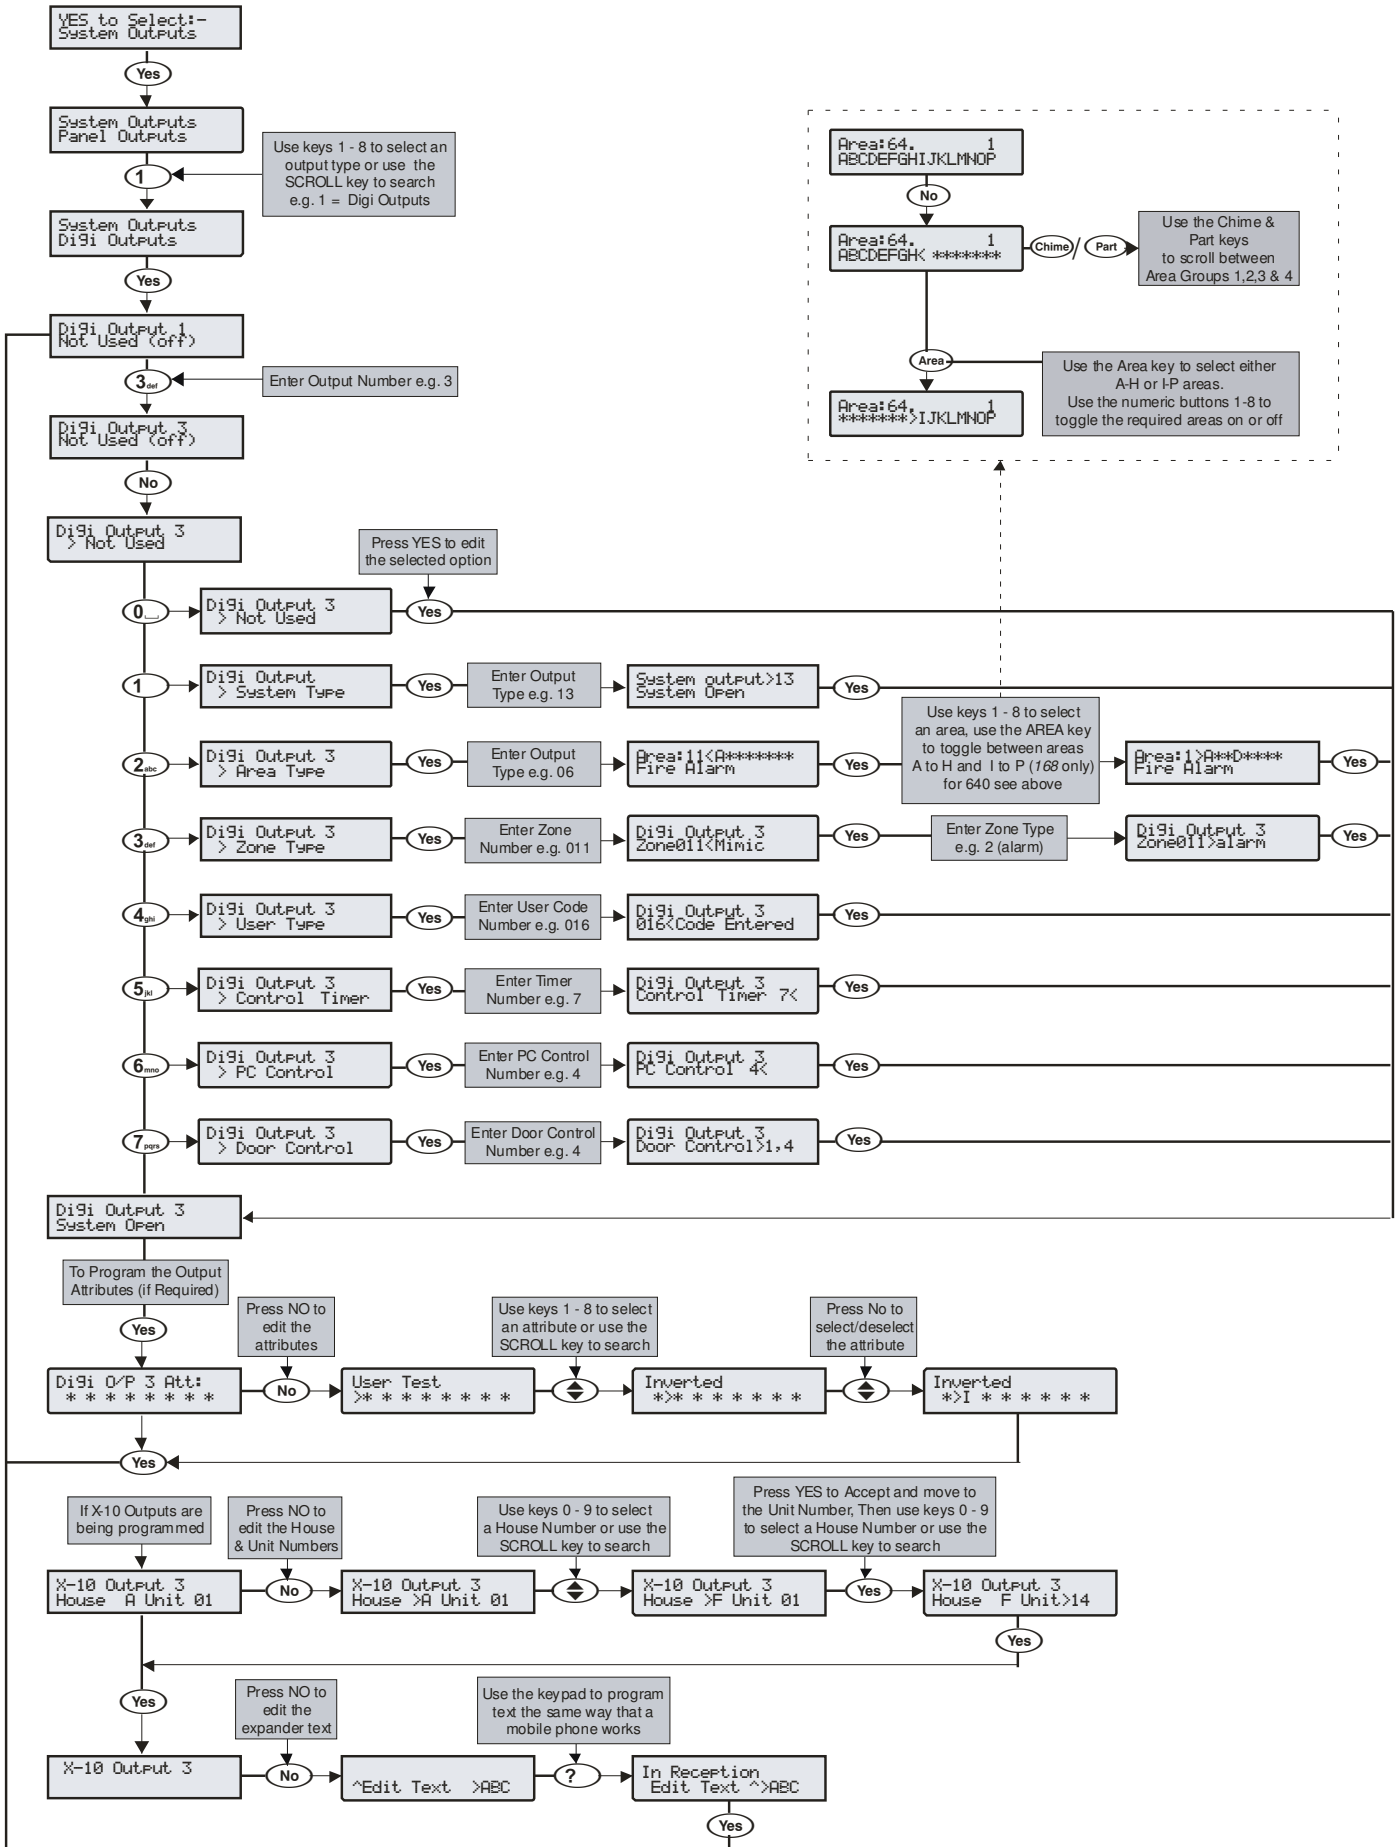 YES to Select:-
System Outputs
Yes
System Outputs
Panel Outputs
1
Use keys 1 - 8 to select an
output type or use the
SCROLL key to search
e.g. 1 = Digi Outputs
System Outputs
Digi Outputs
Yes
Digi Output 1
Not Used (off)
3def
Enter Output Number e.g. 3
Digi Output 3
Not Used (off)
No
Digi Output 3
> Not Used
Area:64. 1
ABCDEFGHIJKLMNOP
No
Area:64. 1
ABCDEFGH< *******
Chime / Part
Use the Chime &
Part keys
to scroll between
Area Groups 1,2,3 & 4
Area
Use the Area key to select either
A-H or I-P areas.
Use the numeric buttons 1-8 to
toggle the required areas on or off
Area:64. 1
*******>IJKLMNOP
Press YES to edit
the selected option
0
Digi Output 3
> Not Used
Yes
1
Digi Output
> System Type
Yes
Enter Output
Type e.g. 13
System output>13
System Open
Yes
2abc
Digi Output 3
> Area Type
Yes
Enter Output
Type e.g. 06
Area:11<A*******
Fire Alarm
Yes
Use keys 1 - 8 to select
an area, use the AREA key
to toggle between areas
A to H and I to P (168 only)
for 640 see above
Area:1>A**D****
Fire Alarm
Yes
3def
Digi Output 3
> Zone Type
Yes
Enter Zone
Number e.g. 011
Digi Output 3
Zone011<Mimic
Yes
Enter Zone Type
e.g. 2 (alarm)
Digi Output 3
Zone011>alarm
Yes
4ghi
Digi Output 3
> User Type
Yes
Enter User Code
Number e.g. 016
Digi Output 3
016<Code Entered
Yes
5jkl
Digi Output 3
> Control Timer
Yes
Enter Timer
Number e.g. 7
Digi Output 3
Control Timer 7<
Yes
6mno
Digi Output 3
> PC Control
Yes
Enter PC Control
Number e.g. 4
Digi Output 3
PC Control 4<
Yes
7pqrs
Digi Output 3
> Door Control
Yes
Enter Door Control
Number e.g. 4
Digi Output 3
Door Control>1,4
Yes
Digi Output 3
System Open
To Program the Output
Attributes (if Required)
Yes
Press NO to
edit the
attributes
Use keys 1 - 8 to select
an attribute or use the
SCROLL key to search
Press No to
select/deselect
the attribute
Digi O/P 3 Att:
* * * * * * * *
No
User Test
>* * * * * * * *
Inverted
*>* * * * * * *
Inverted
*>I * * * * * *
Yes
If X-10 Outputs are
being programmed
Press NO to
edit the House
& Unit Numbers
Use keys 0 - 9 to select
a House Number or use the
SCROLL key to search
Press YES to Accept and move to
the Unit Number, Then use keys 0 - 9
to select a House Number or use the
SCROLL key to search
X-10 Output 3
House A Unit 01
No
X-10 Output 3
House >A Unit 01
X-10 Output 3
House >F Unit 01
Yes
X-10 Output 3
House F Unit>14
Yes
Yes
Press NO to
edit the
expander text
Use the keypad to program
text the same way that a
mobile phone works
X-10 Output 3
No
^Edit Text >ABC
?
In Reception
Edit Text ^>ABC
Yes